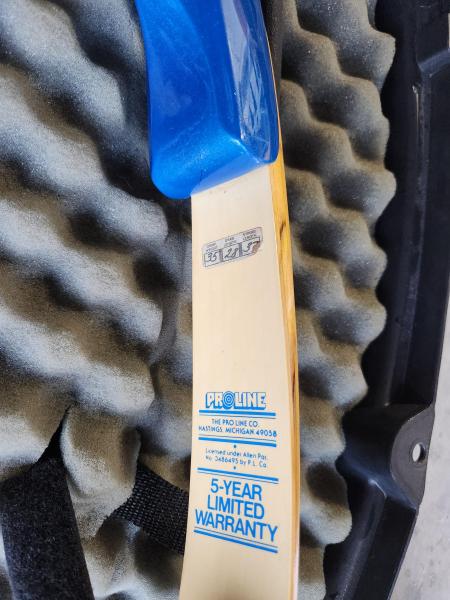 PROLINE
THE PRO LINE CO.
HASTINGS, MICHIGAN 49058
Licensed under Allen Pat.
No. 3486495 by P.L. Co.
5-YEAR
LIMITED
WARRANTY